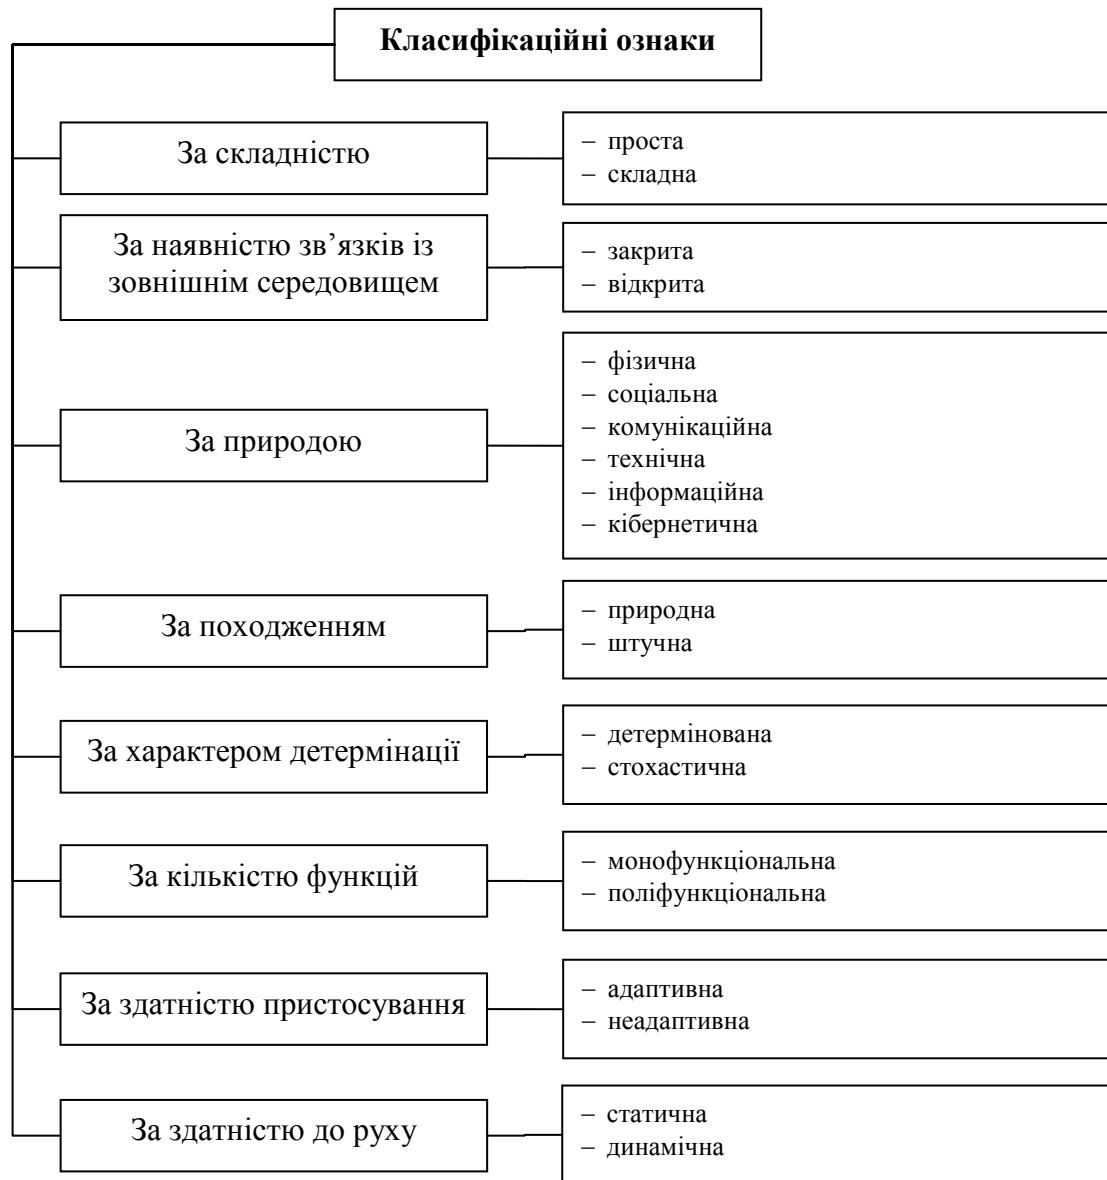 Класифікаційні ознаки
За складністю
– проста
– складна
За наявністю зв’язків із
зовнішнім середовищем
– закрита
– відкрита
За природою
– фізична
– соціальна
– комунікаційна
– технічна
– інформаційна
– кібернетична
За походженням
– природна
– штучна
За характером детермінації
– детермінована
– стохастична
За кількістю функцій
– монофункціональна
– поліфункціональна
За здатністю пристосування
– адаптивна
– неадаптивна
За здатністю до руху
– статична
– динамічна